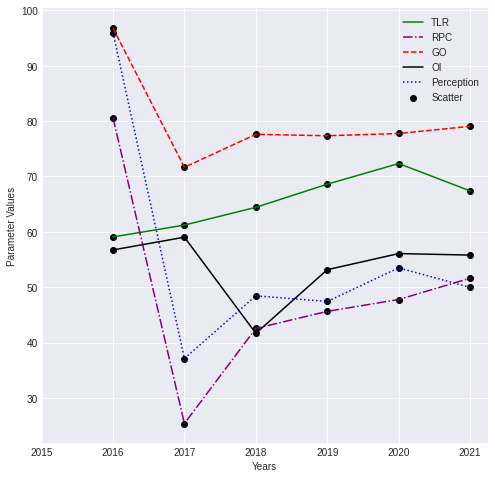 100
90
80
70
60
50
40
30
Parameter Values
TLR
RPC
GO
OI
Perception
Scatter
2015 2016 2017 2018 2019 2020 2021
Years